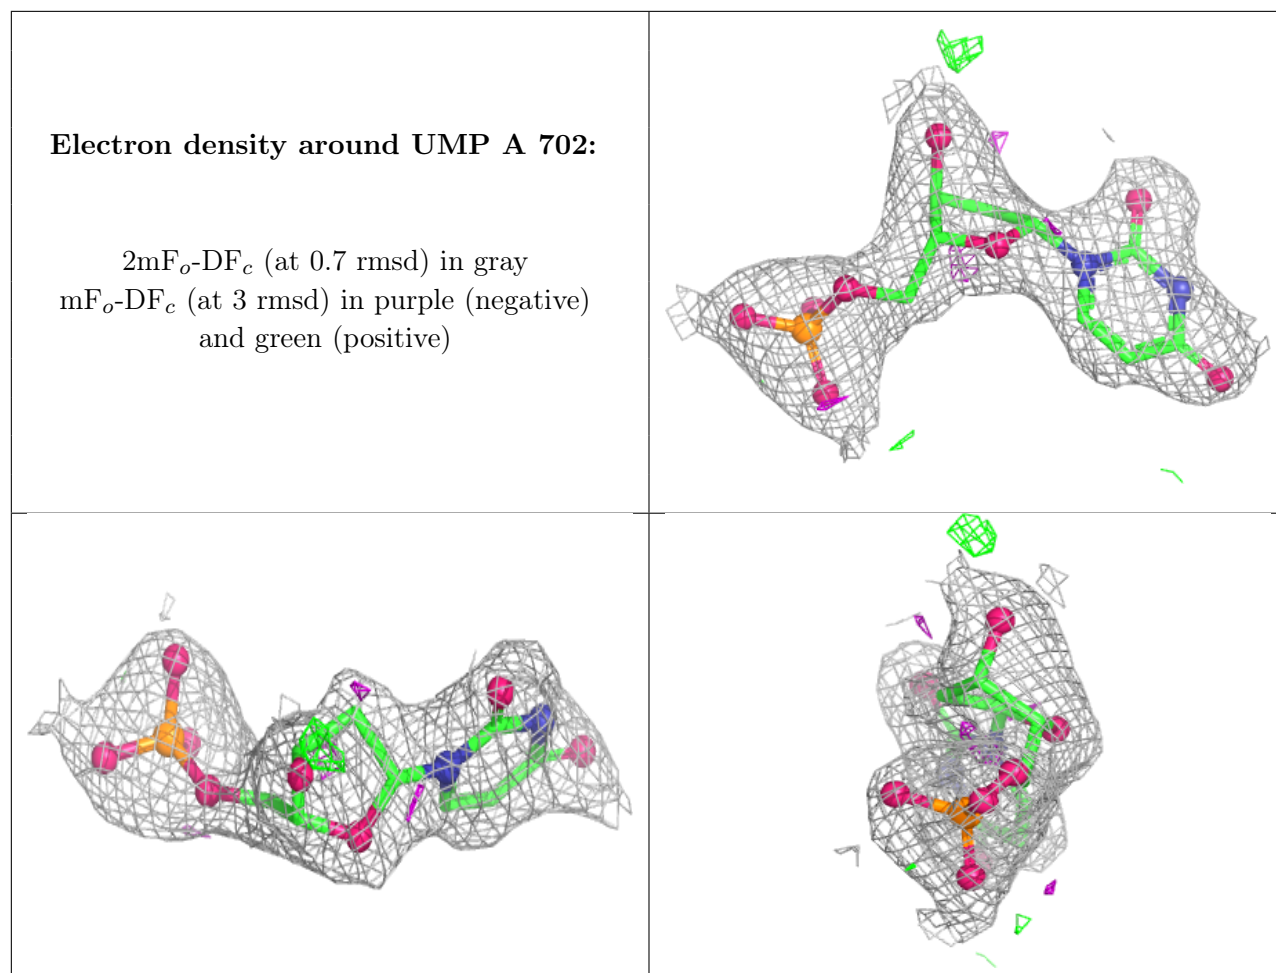 Electron density around UMP A 702:
2mFo-DFc (at 0.7 rmsd) in gray
mFo-DFc (at 3 rmsd) in purple (negative)
and green (positive)